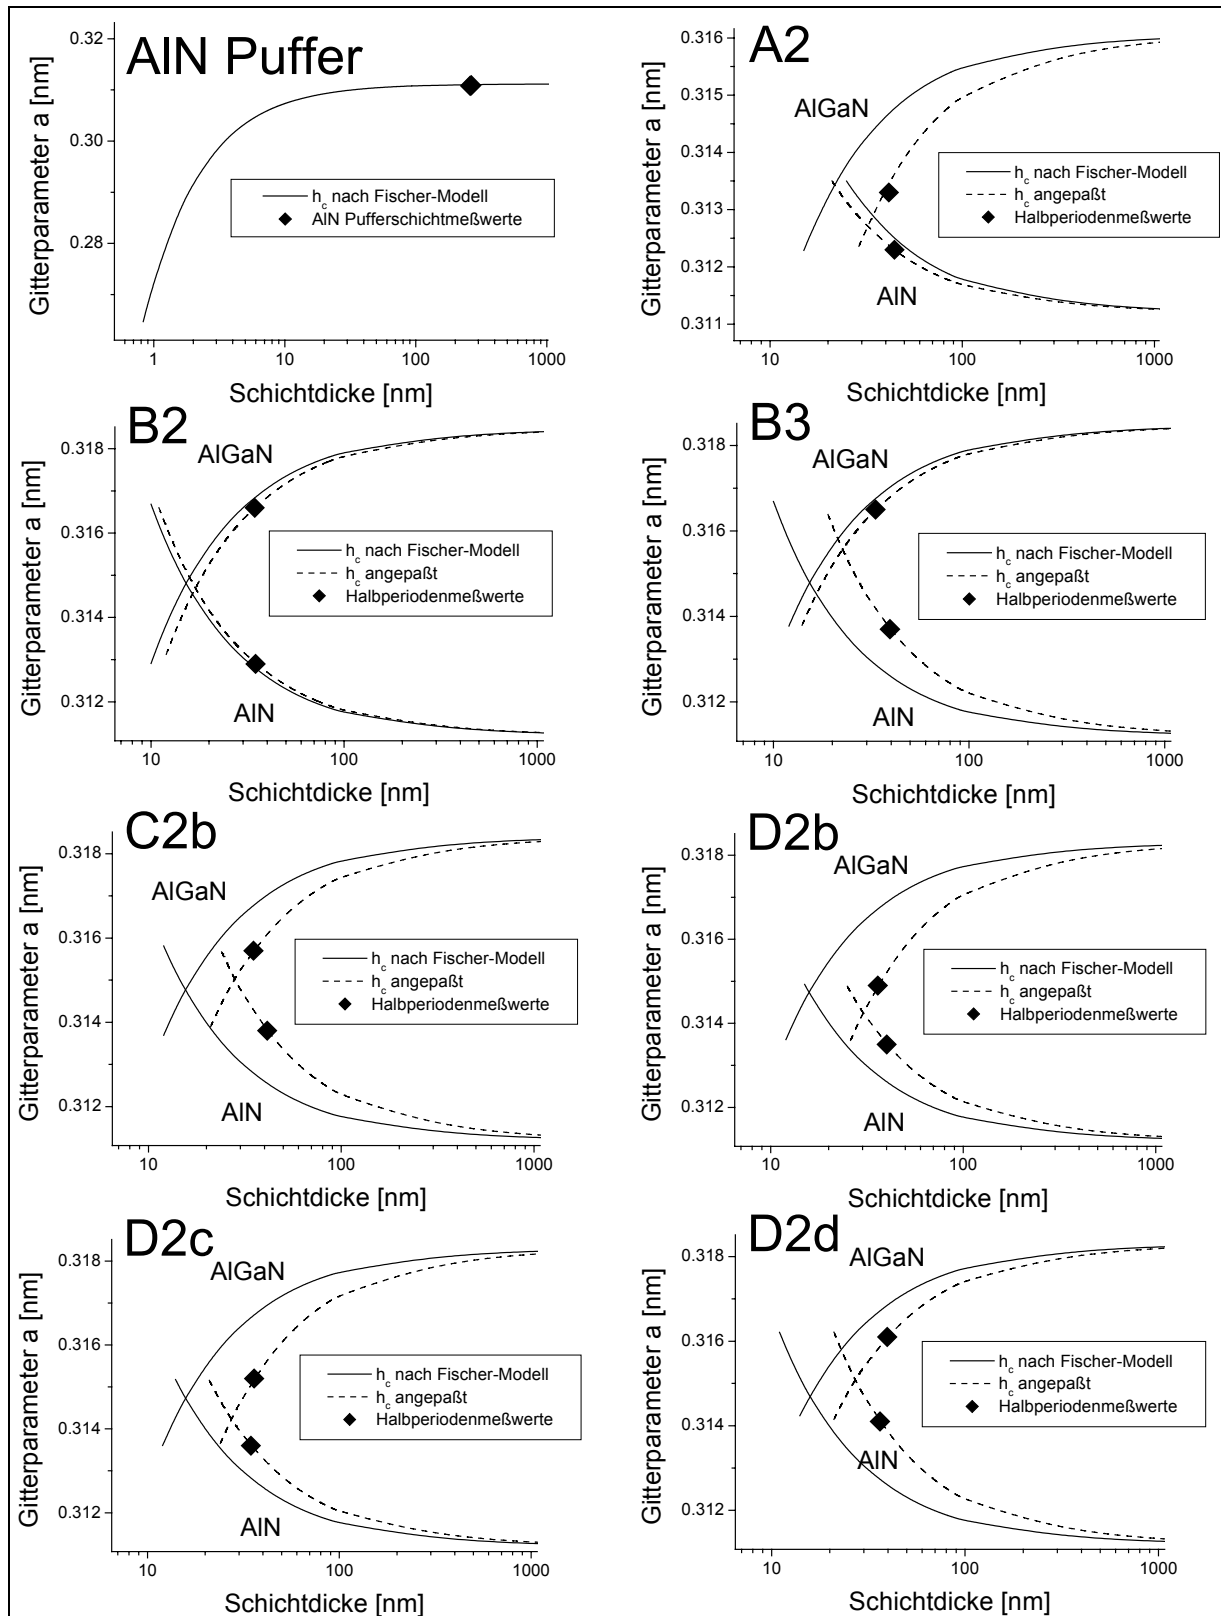 AlN Puffer
Gitterparameter a [nm]
0.32
0.30
0.28
h_c nach Fischer-Modell
AlN Pufferschichtmeßwerte
1
10
100
1000
Schichtdicke [nm]
A2
Gitterparameter a [nm]
0.316
0.315
0.314
0.313
0.312
0.311
AlGaN
h_c nach Fischer-Modell
h_c angepaßt
Halbperiodenmeßwerte
AlN
10
100
1000
Schichtdicke [nm]
B2
Gitterparameter a [nm]
0.318
0.316
0.314
0.312
AlGaN
h_c nach Fischer-Modell
h_c angepaßt
Halbperiodenmeßwerte
AlN
10
100
1000
Schichtdicke [nm]
B3
Gitterparameter a [nm]
0.318
0.316
0.314
0.312
AlGaN
h_c nach Fischer-Modell
h_c angepaßt
Halbperiodenmeßwerte
AlN
10
100
1000
Schichtdicke [nm]
C2b
Gitterparameter a [nm]
0.318
0.316
0.314
0.312
AlGaN
h_c nach Fischer-Modell
h_c angepaßt
Halbperiodenmeßwerte
AlN
10
100
1000
Schichtdicke [nm]
D2b
Gitterparameter a [nm]
0.318
0.316
0.314
0.312
AlGaN
h_c nach Fischer-Modell
h_c angepaßt
Halbperiodenmeßwerte
AlN
10
100
1000
Schichtdicke [nm]
D2c
Gitterparameter a [nm]
0.318
0.316
0.314
0.312
AlGaN
h_c nach Fischer-Modell
h_c angepaßt
Halbperiodenmeßwerte
AlN
10
100
1000
Schichtdicke [nm]
D2d
Gitterparameter a [nm]
0.318
0.316
0.314
0.312
AlGaN
h_c nach Fischer-Modell
h_c angepaßt
Halbperiodenmeßwerte
AlN
10
100
1000
Schichtdicke [nm]